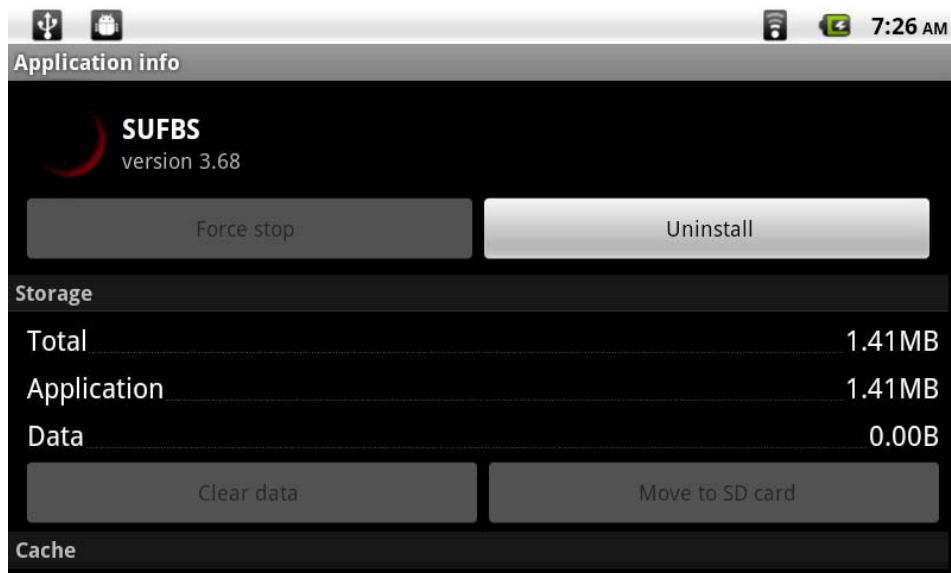 7:26 AM
Application info
SUFBS
version 3.68
Force stop
Uninstall
Storage
Total 1.41MB
Application 1.41MB
Data 0.00B
Clear data
Move to SD card
Cache